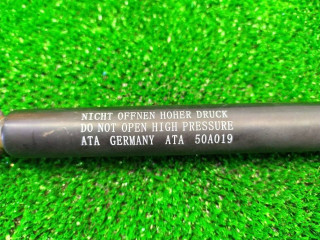 NICHT OFFNEN HOHER DRUCK
DO NOT OPEN HIGH PRESSURE
ATA GERMANY ATA 50A019